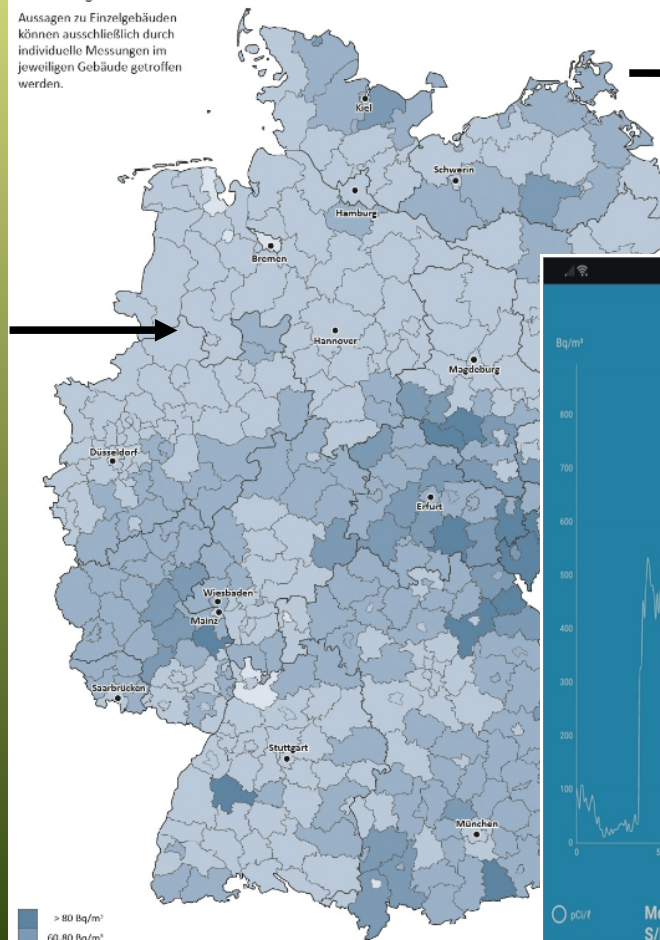 Aussagen zu Einzelgebäuden
können ausschließlich durch
individuelle Messungen im
jeweiligen Gebäude getroffen
werden.
Kiel
Schwerin
Hamburg
Bremen
Hannover
Magdeburg
Düsseldorf
Erfurt
Wiesbaden
Mainz
Saarbrücken
Stuttgart
München
> 80 Bq/m³
60-80 Bq/m³
Bq/m³
800
700
600
500
400
300
200
100
0
0
pCi/ℓ